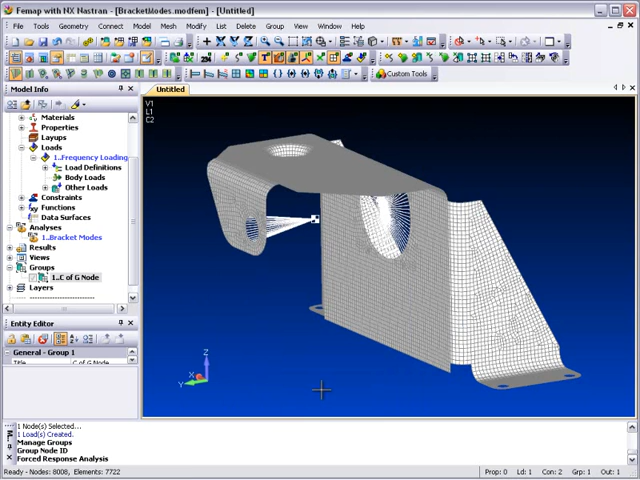 Femap with NX Nastran - [BracketModes.modfem] - [Untitled]
File Tools Geometry Connect Model Mesh Modify List Delete Group View Window Help
Custom Tools
Model Info
Untitled
V1
L1
C2
Materials
Properties
Layups
Loads
1..Frequency Loading
Load Definitions
Body Loads
Other Loads
Constraints
Functions
Data Surfaces
Analyses
1..Bracket Modes
Results
Views
Groups
1..C of G Node
Layers
Entity Editor
General - Group 1
Title C of G Node
Z
X
Y
1 Node(s) Selected...
1 Load(s) Created.
Manage Groups
Group Node ID
Forced Response Analysis
Ready - Nodes: 8008, Elements: 7722 Prop: 0 Ld: 1 Con: 2 Grp: 1 Out: 1